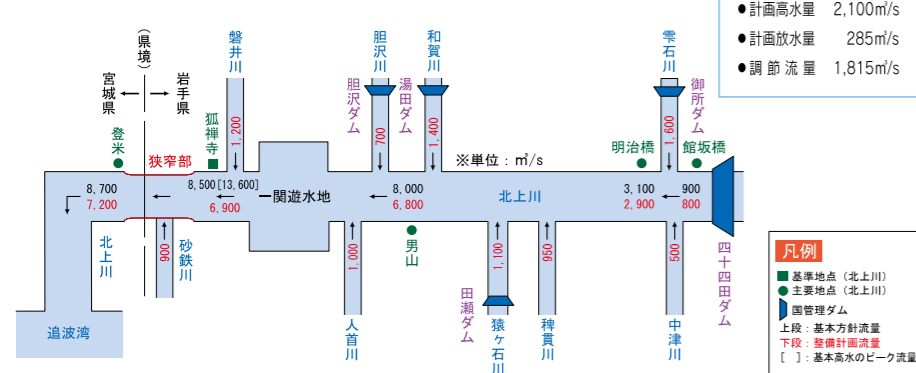 ●計画高水量 2,100㎥/s
●計画放水量 285㎥/s
●調節流量 1,815㎥/s
(県境)
宮城県
岩手県
登米
狭窄部
狐禅寺
磐井川
1,200
胆沢川
胆沢ダム
700
湯田ダム
和賀川
1,400
雫石川
御所ダム
1,600
※単位:㎥/s
明治橋
館坂橋
8,700
7,200
8,500[13,600]
6,900
一関遊水地
8,000
6,800
北上川
3,100
2,900
900
800
北上川
900
砂鉄川
1,000
男山
1,100
950
500
四十四田ダム
田瀬ダム
追波湾
人首川
猿ヶ石川
稗貫川
中津川
凡例
基準地点(北上川)
主要地点(北上川)
国管理ダム
上段:基本方針流量
下段:整備計画流量
[ ]:基本高水のピーク流量